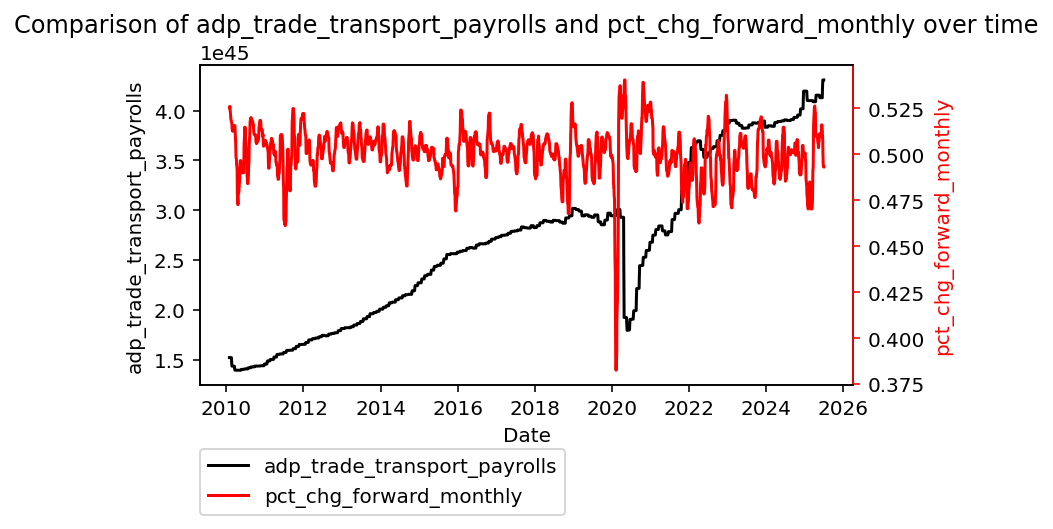 Comparison of adp_trade_transport_payrolls and pct_chg_forward_monthly over time
1e45
adp_trade_transport_payrolls
4.0
3.5
3.0
2.5
2.0
1.5
0.525
0.500
0.475
0.450
0.425
0.400
0.375
pct_chg_forward_monthly
2010 2012 2014 2016 2018 2020 2022 2024 2026
Date
adp_trade_transport_payrolls
pct_chg_forward_monthly